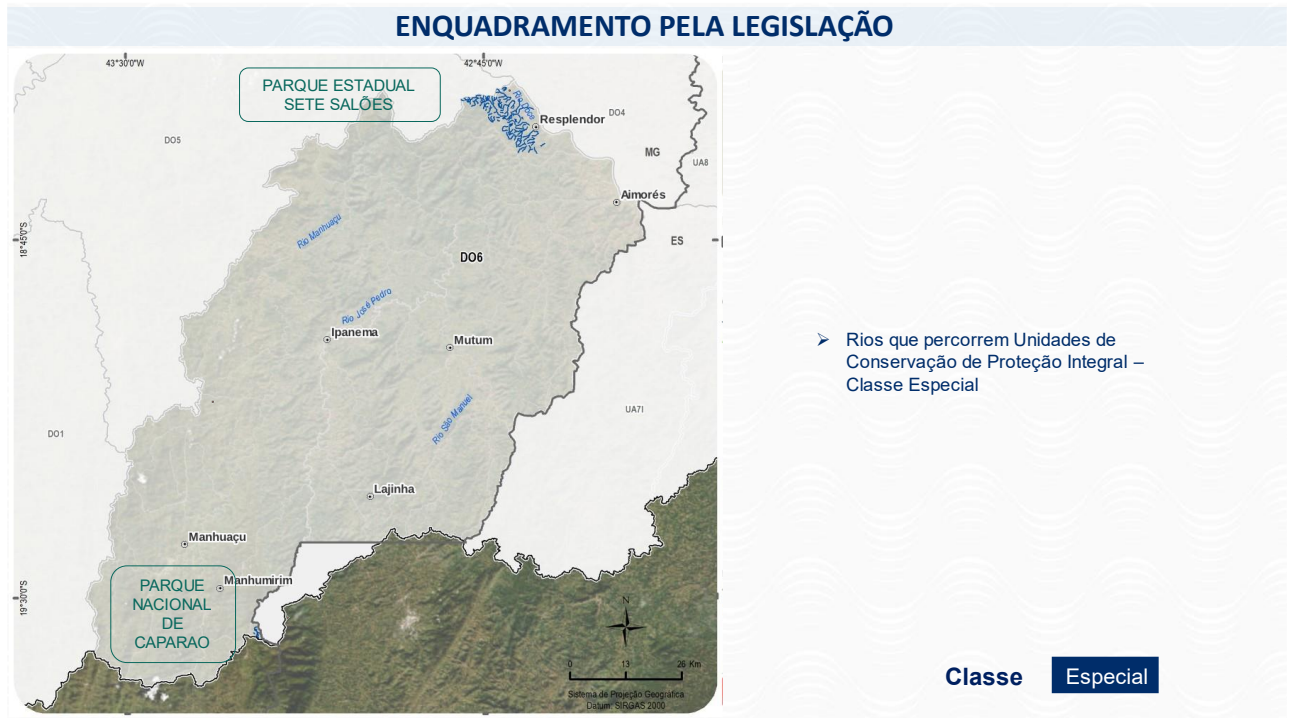 ENQUADRAMENTO PELA LEGISLAÇÃO
43°30'0"W
42°45'0"W
PARQUE ESTADUAL
SETE SALÕES
Rio Doce
Resplendor
DO4
DO5
MG
UA8
Aimorés
Rio Manhuaçu
18°45'0"S
ES
DO6
Rio José Pedro
Ipanema
Mutum
Rio São Manuel
UA7I
DO1
Lajinha
Manhuaçu
Manhumirim
PARQUE
NACIONAL
DE
CAPARAO
19°30'0"S
N
0 13 26 Km
Sistema de Projeção Geográfica
Datum: SIRGAS 2000
➢ Rios que percorrem Unidades de
Conservação de Proteção Integral –
Classe Especial
Classe Especial